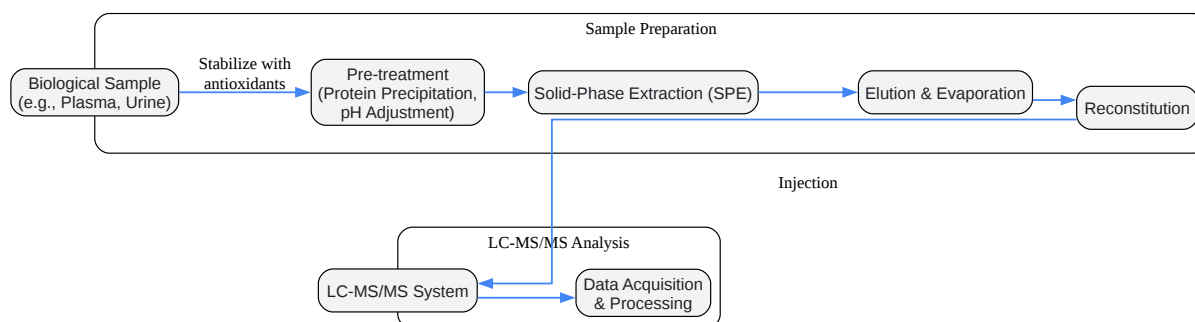 Sample Preparation
Biological Sample
(e.g., Plasma, Urine)
Stabilize with
antioxidants
Pre-treatment
(Protein Precipitation,
pH Adjustment)
Solid-Phase Extraction (SPE)
Elution & Evaporation
Reconstitution
Injection
LC-MS/MS Analysis
LC-MS/MS System
Data Acquisition
& Processing